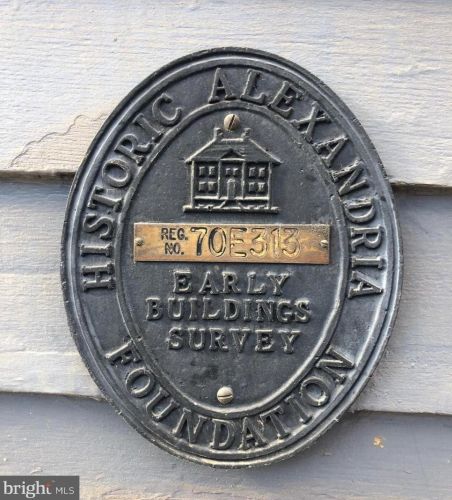 HISTORIC ALEXANDRIA
REG. NO. 70E313
EARLY
BUILDINGS
SURVEY
FOUNDATION
bright MLS